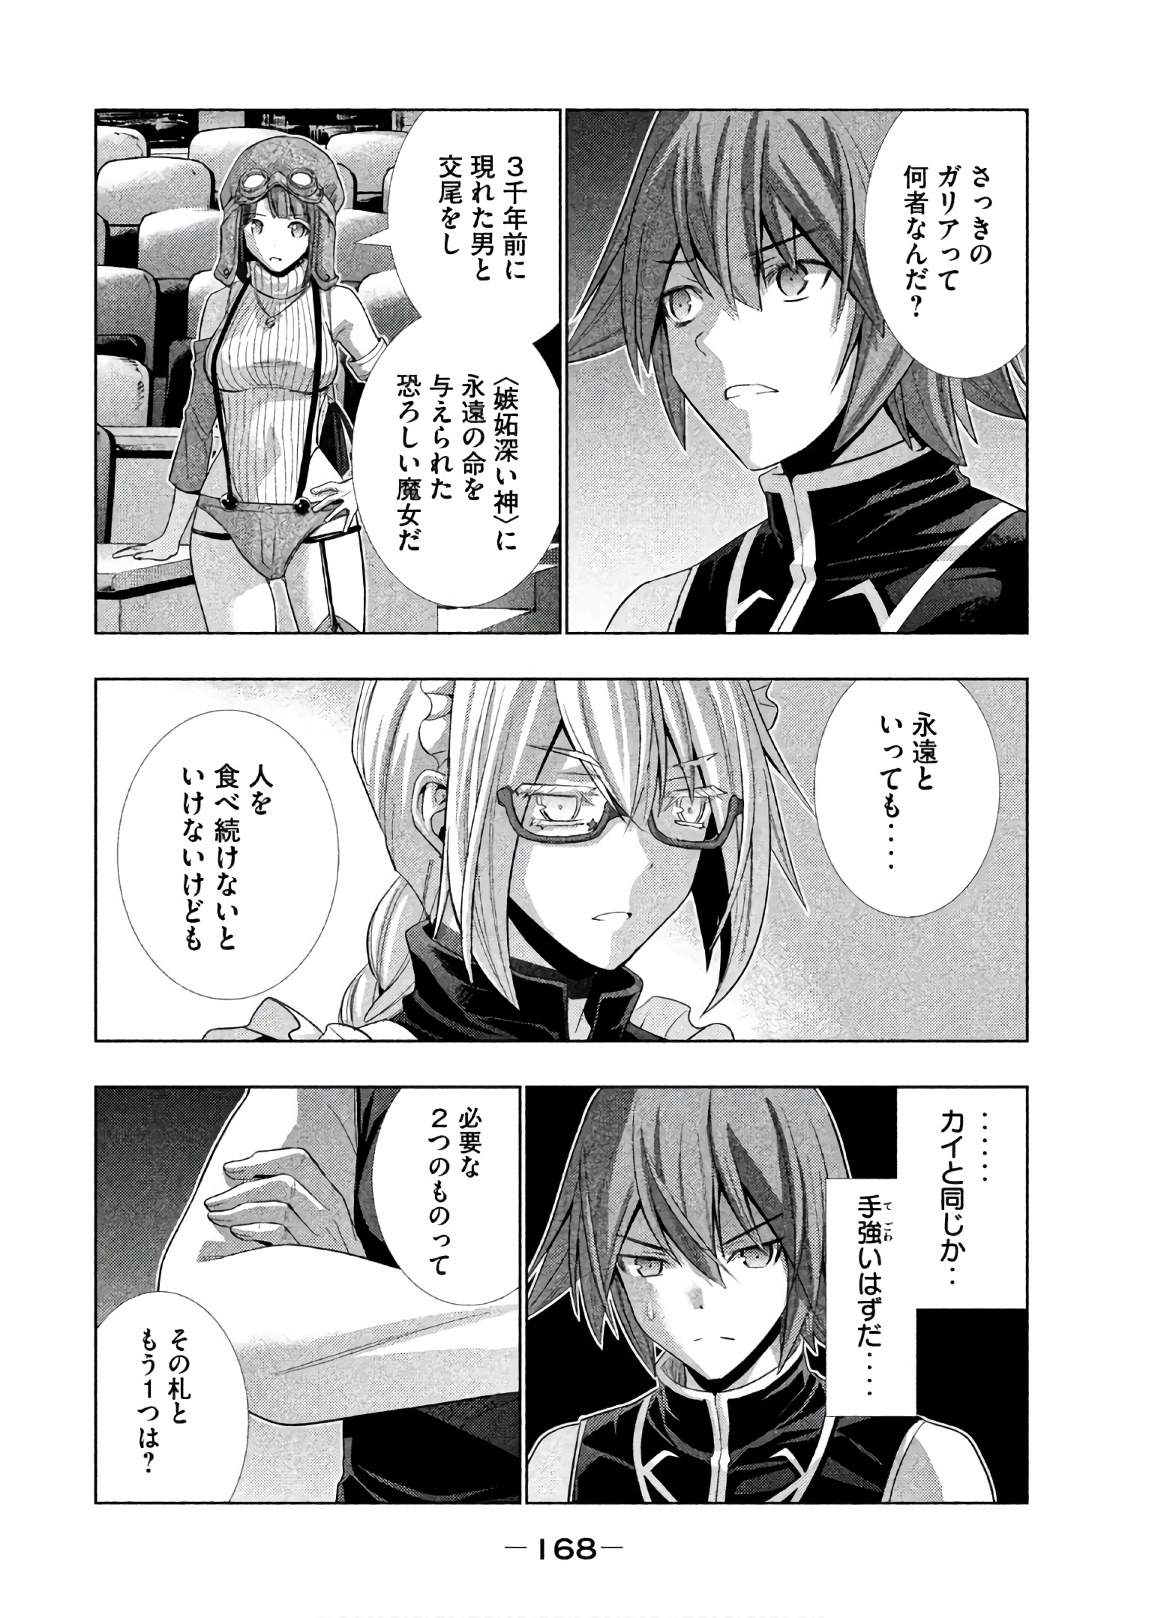 さっきの
ガリアって
何者なんだ？
3千年前に
現れた男と
交尾をし
〈嫉妬深い神〉に
永遠の命を
与えられた
恐ろしい魔女だ
永遠と
いっても‥‥
人を
食べ続けないと
いけないけども
‥‥‥
カイと同じか‥
手強いはずだ‥‥
てごわ
必要な
2つのものって
その札と
もう1つは？
—168—